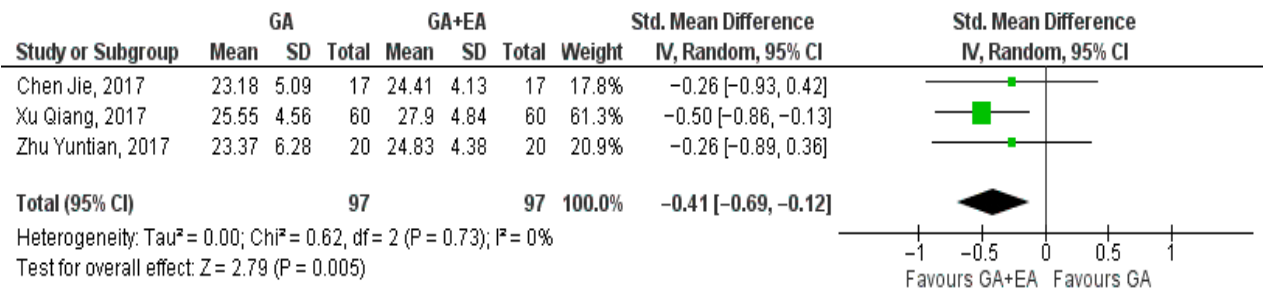 GA GA+EA Std. Mean Difference Std. Mean Difference
Study or Subgroup Mean SD Total Mean SD Total Weight IV, Random, 95% CI IV, Random, 95% CI
Chen Jie, 2017 23.18 5.09 17 24.41 4.13 17 17.8% −0.26 [−0.93, 0.42]
Xu Qiang, 2017 25.55 4.56 60 27.9 4.84 60 61.3% −0.50 [−0.86, −0.13]
Zhu Yuntian, 2017 23.37 6.28 20 24.83 4.38 20 20.9% −0.26 [−0.89, 0.36]
Total (95% CI) 97 97 100.0% −0.41 [−0.69, −0.12]
Heterogeneity: Tau² = 0.00; Chi² = 0.62, df = 2 (P = 0.73); I² = 0%
Test for overall effect: Z = 2.79 (P = 0.005)
−1 −0.5 0 0.5 1
Favours GA+EA Favours GA